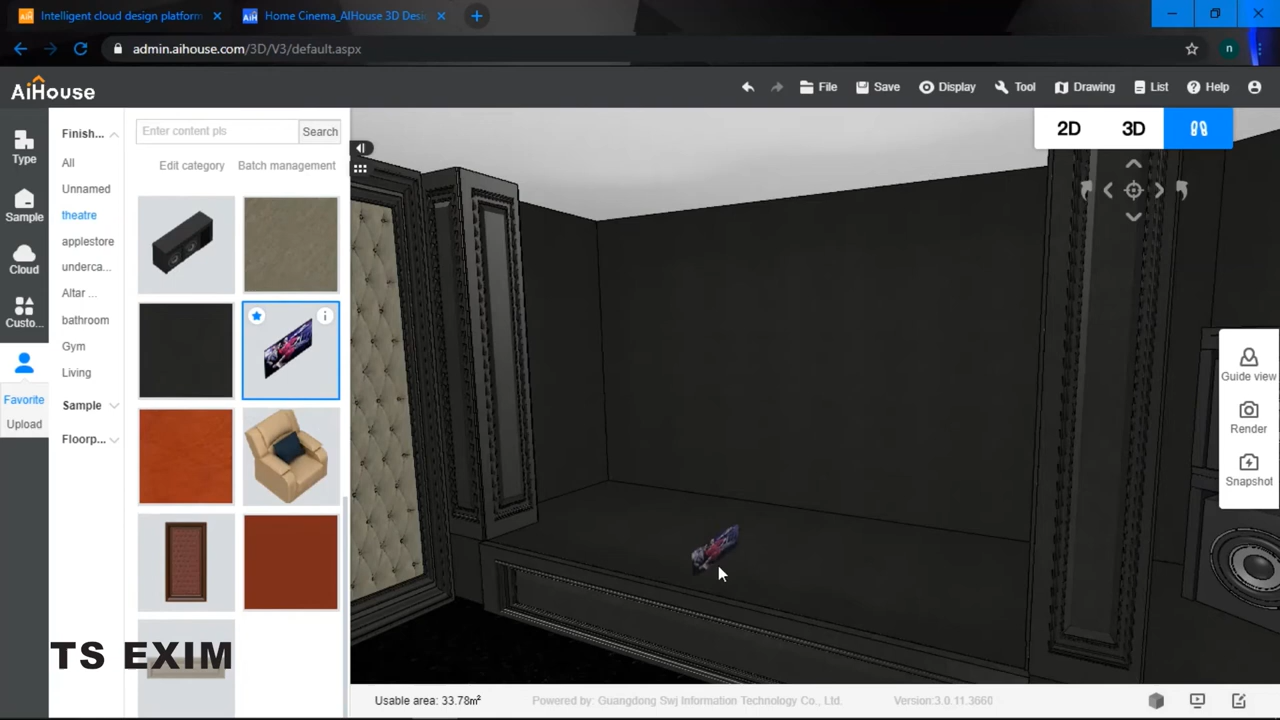 Intelligent cloud design platform
Home Cinema_AIHouse 3D Des
admin.aihouse.com/3D/V3/default.aspx
n
AiHouse
File
Save
Display
Tool
Drawing
List
Help
Type
Sample
Cloud
Custo...
Favorite
Upload
Finish...
All
Unnamed
theatre
applestore
underca...
Altar ...
bathroom
Gym
Living
Sample
Floorp...
Enter content pls
Search
Edit category
Batch management
2D
3D
Guide view
Render
Snapshot
TS EXIM
Usable area: 33.78m²
Powered by: Guangdong Swj Information Technology Co., Ltd.
Version:3.0.11.3660